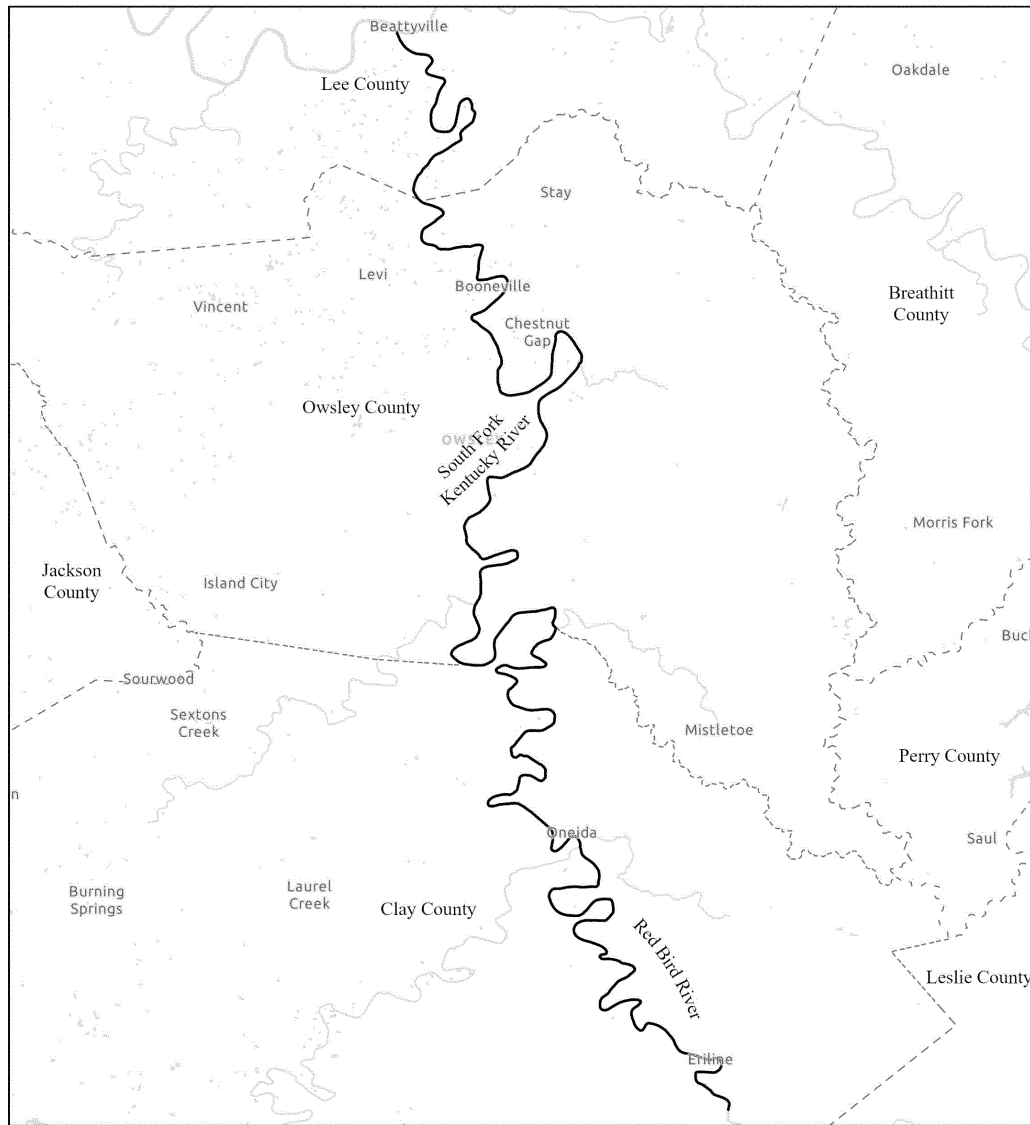 Beattyville
Oakdale
Lee County
Stay
Levi
Booneville
Vincent
Breathitt
County
Chestnut
Gap
Owsley County
OWSLEY
South Fork
Kentucky River
Morris Fork
Jackson
County
Island City
Buck
Sourwood
Sextons
Creek
Mistletoe
Perry County
n
Oneida
Saul
Burning
Springs
Laurel
Creek
Clay County
Red Bird River
Leslie County
Eriline